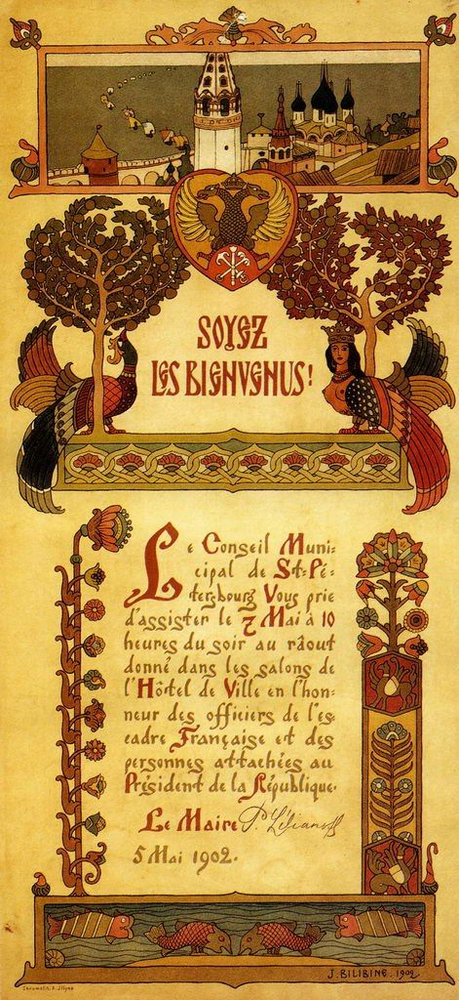 SOYEZ
LES BIENVENUS!
Le Conseil Muni-
cipal de St-Pé-
tersbourg Vous prie
d'assister le 7 Mai à 10
heures du soir au râout
donné dans les salons de
l'Hôtel de Ville en l'hon-
neur des officiers de l'es-
cadre Française et des
personnes attachées au
Président de la République.
Le Maire P. Lélianoff
5 Mai 1902.
J. BILIBINE. 1902